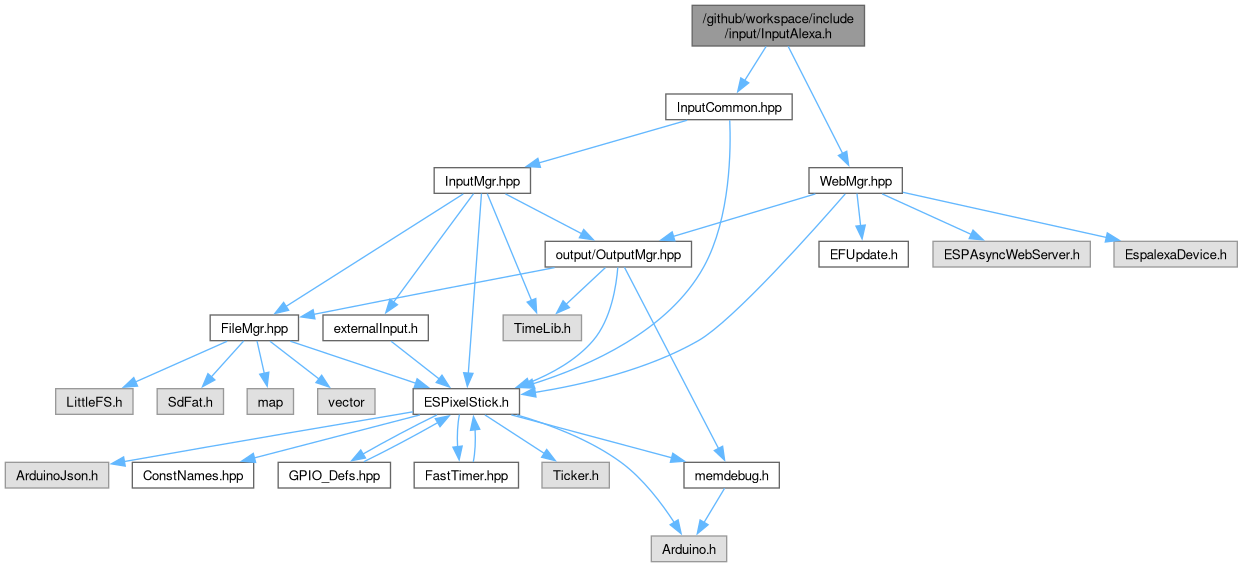 /github/workspace/include
/input/InputAlexa.h
InputCommon.hpp
InputMgr.hpp
WebMgr.hpp
output/OutputMgr.hpp
EFUpdate.h
ESPAsyncWebServer.h
EspalexaDevice.h
FileMgr.hpp
externalInput.h
TimeLib.h
LittleFS.h
SdFat.h
map
vector
ESPixelStick.h
ArduinoJson.h
ConstNames.hpp
GPIO_Defs.hpp
FastTimer.hpp
Ticker.h
memdebug.h
Arduino.h